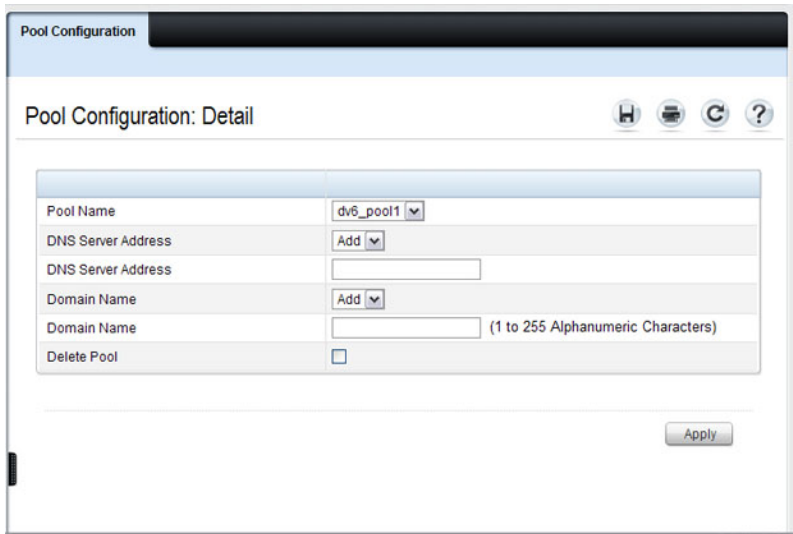 Pool Configuration
Pool Configuration: Detail
Pool Name dv6_pool1
DNS Server Address Add
DNS Server Address
Domain Name Add
Domain Name (1 to 255 Alphanumeric Characters)
Delete Pool
Apply